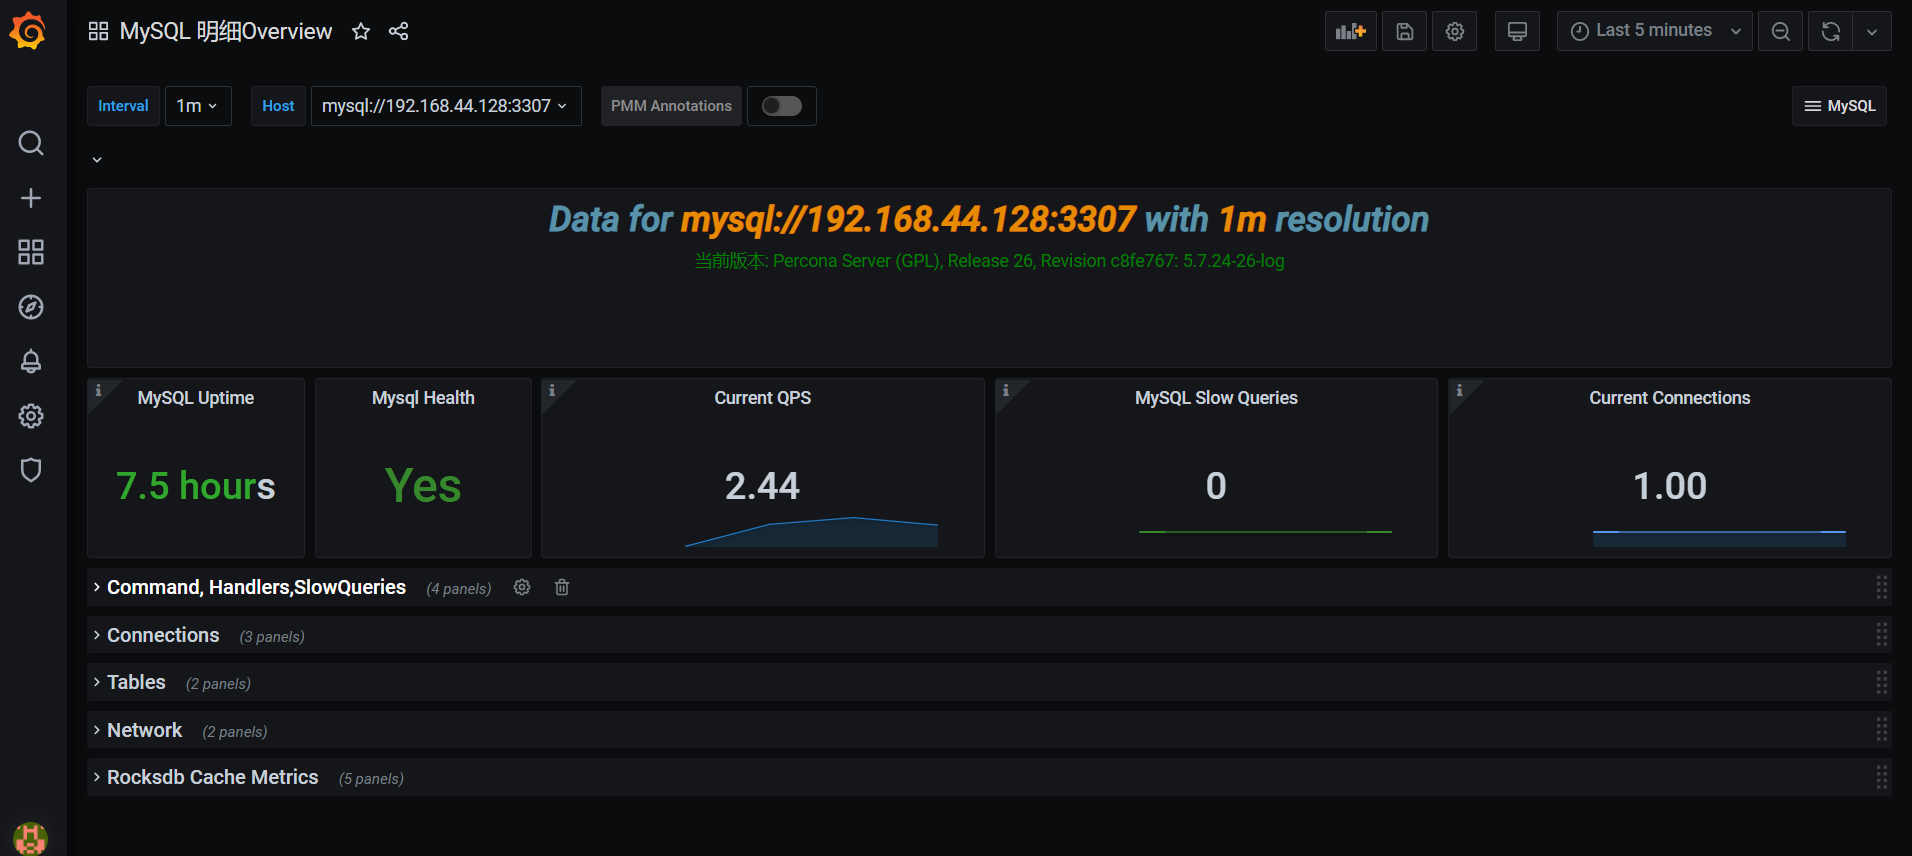 MySQL 明细Overview
Last 5 minutes
Interval 1m Host mysql://192.168.44.128:3307 PMM Annotations MySQL
Data for mysql://192.168.44.128:3307 with 1m resolution
当前版本: Percona Server (GPL), Release 26, Revision c8fe767: 5.7.24-26-log
MySQL Uptime
7.5 hours
Mysql Health
Yes
Current QPS
2.44
MySQL Slow Queries
0
Current Connections
1.00
Command, Handlers,SlowQueries (4 panels)
Connections (3 panels)
Tables (2 panels)
Network (2 panels)
Rocksdb Cache Metrics (5 panels)